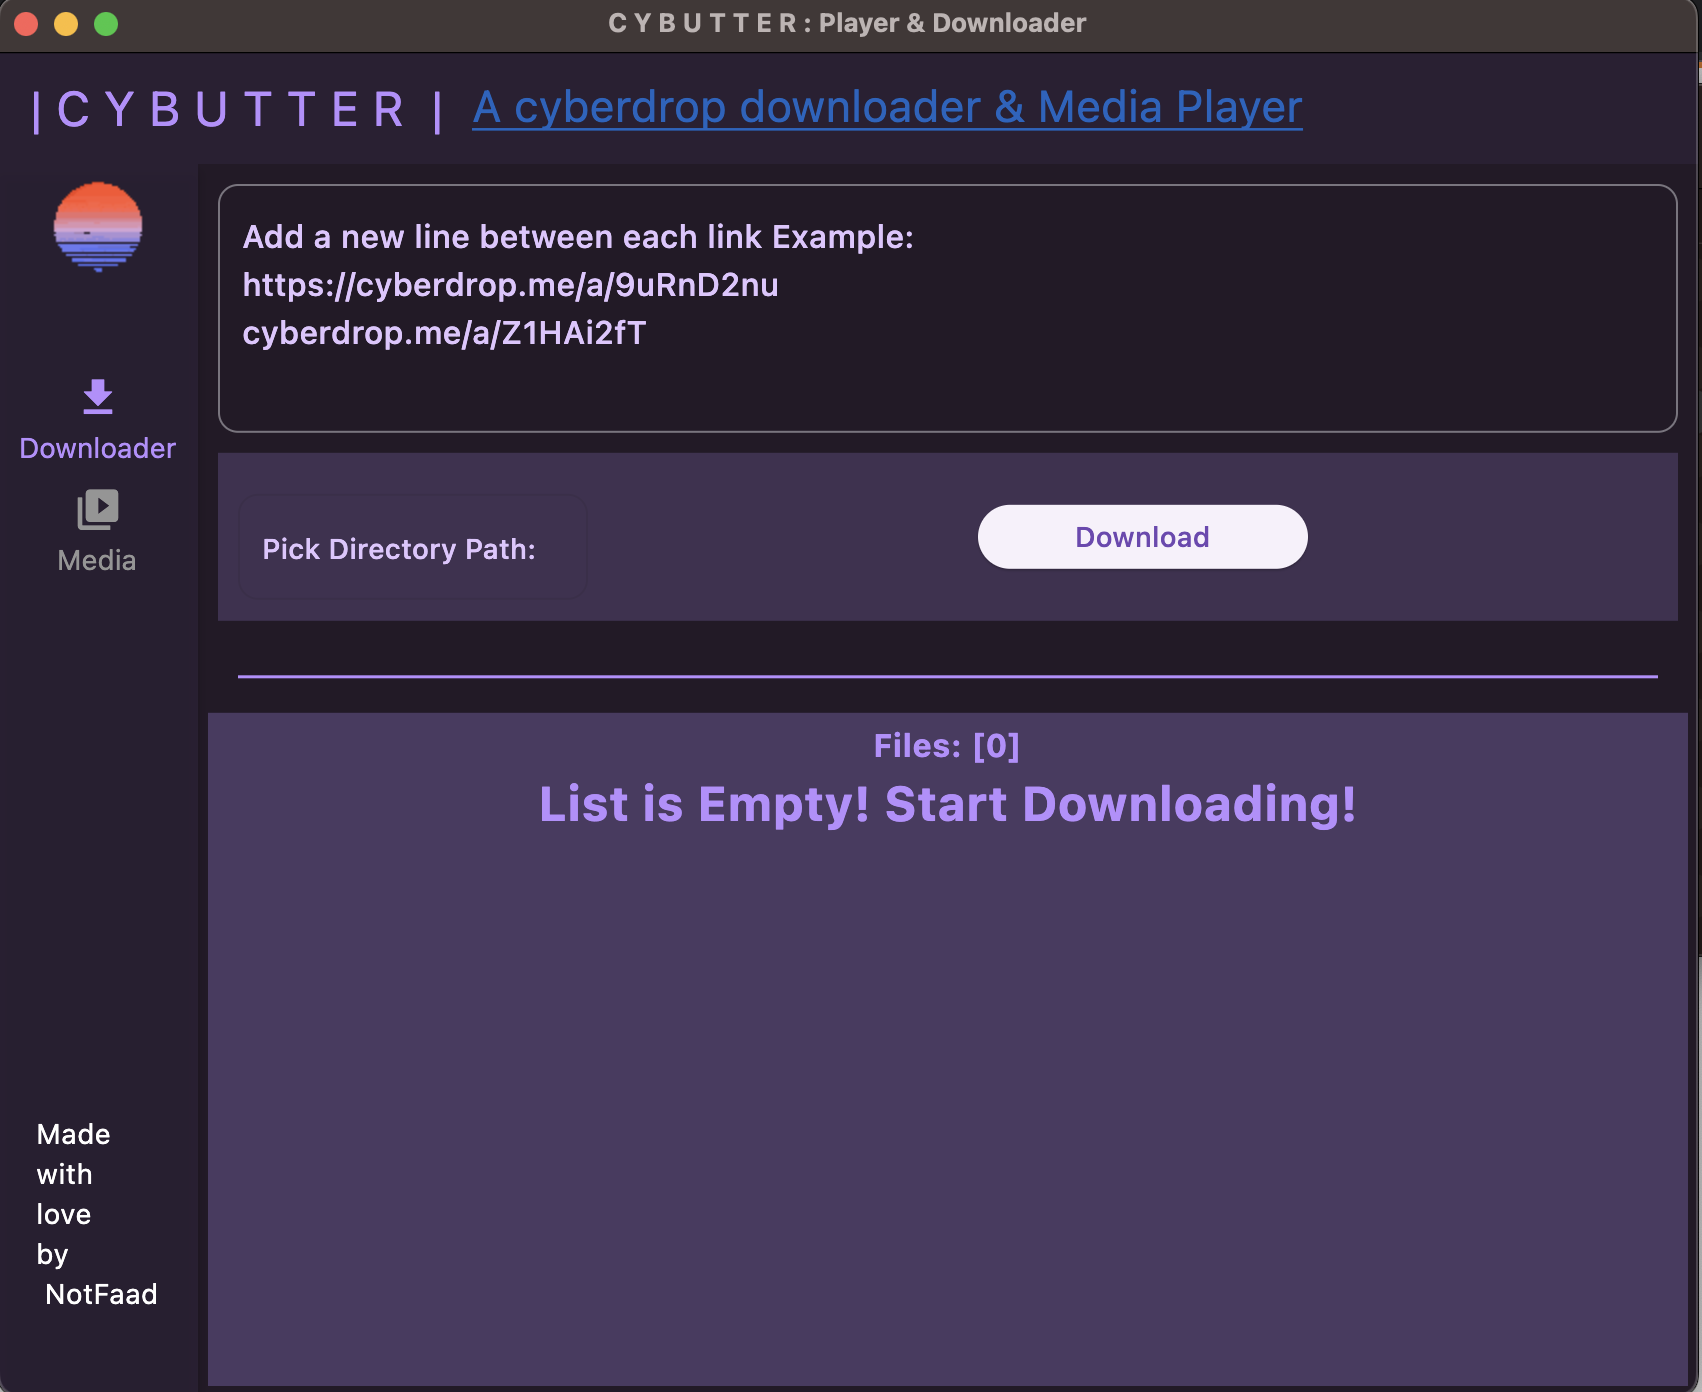 C Y B U T T E R : Player & Downloader
| C Y B U T T E R | A cyberdrop downloader & Media Player
Add a new line between each link Example:
https://cyberdrop.me/a/9uRnD2nu
cyberdrop.me/a/Z1HAi2fT
Downloader
Media
Pick Directory Path:
Download
Files: [0]
List is Empty! Start Downloading!
Made
with
love
by
NotFaad